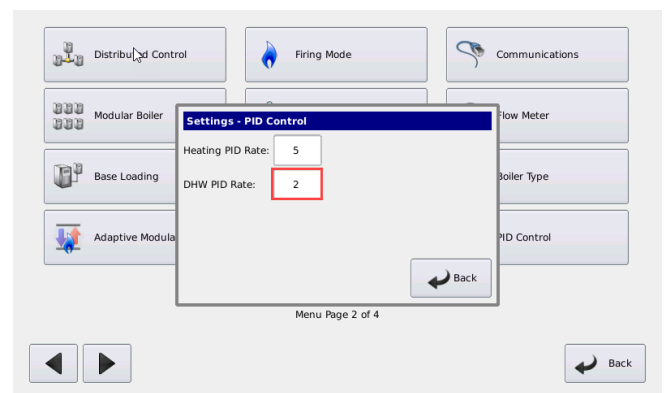 Distributed Control
Firing Mode
Communications
Modular Boiler
Flow Meter
Settings - PID Control
Heating PID Rate: 5
Base Loading
Boiler Type
DHW PID Rate: 2
Adaptive Modula
PID Control
Back
Menu Page 2 of 4
Back